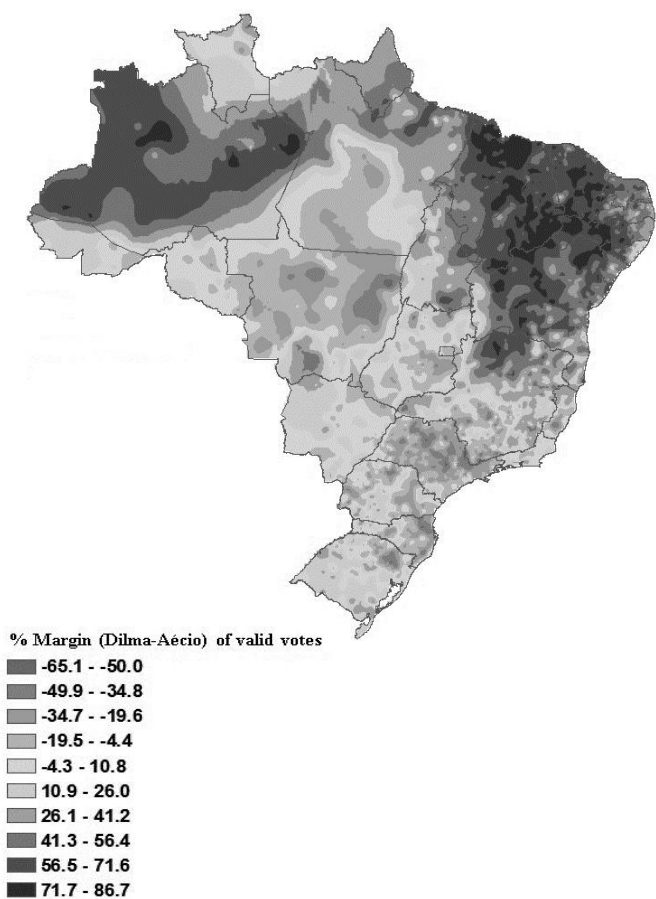 % Margin (Dilma-Aécio) of valid votes
-65.1 - -50.0
-49.9 - -34.8
-34.7 - -19.6
-19.5 - -4.4
-4.3 - 10.8
10.9 - 26.0
26.1 - 41.2
41.3 - 56.4
56.5 - 71.6
71.7 - 86.7